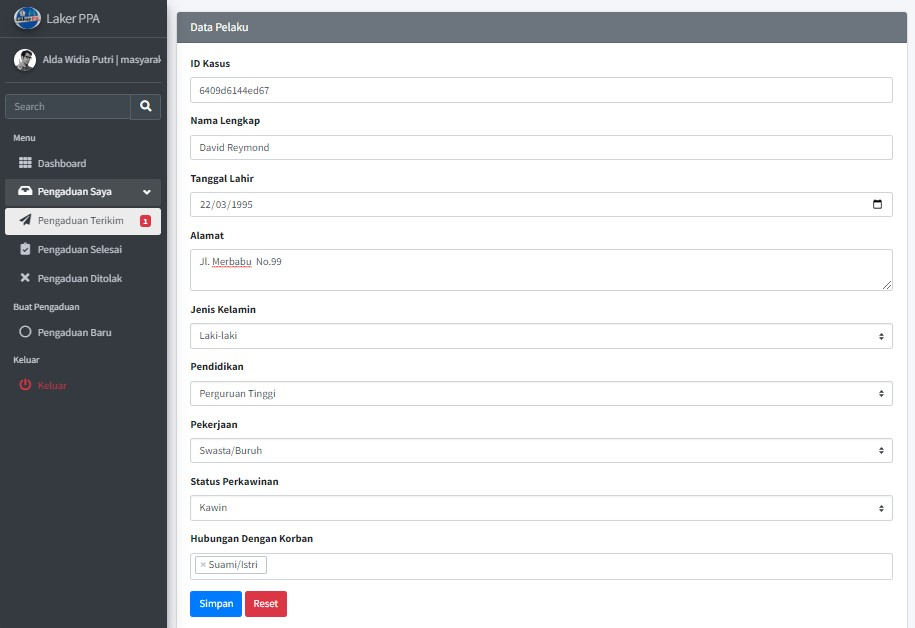 Laker PPA
Alda Widia Putri | masyarak
Search
Menu
Dashboard
Pengaduan Saya
Pengaduan Terikim 1
Pengaduan Selesai
Pengaduan Ditolak
Buat Pengaduan
Pengaduan Baru
Keluar
Keluar
Data Pelaku
ID Kasus
6409d6144ed67
Nama Lengkap
David Reymond
Tanggal Lahir
22/03/1995
Alamat
Jl. Merbabu No.99
Jenis Kelamin
Laki-laki
Pendidikan
Perguruan Tinggi
Pekerjaan
Swasta/Buruh
Status Perkawinan
Kawin
Hubungan Dengan Korban
× Suami/Istri
Simpan Reset